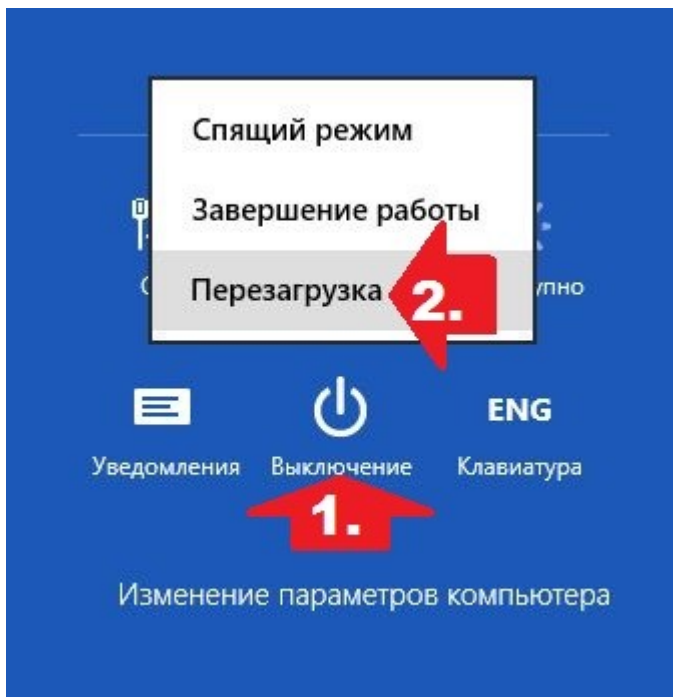 Спящий режим
Завершение работы
Перезагрузка
2.
ENG
Уведомления Выключение Клавиатура
1.
Изменение параметров компьютера